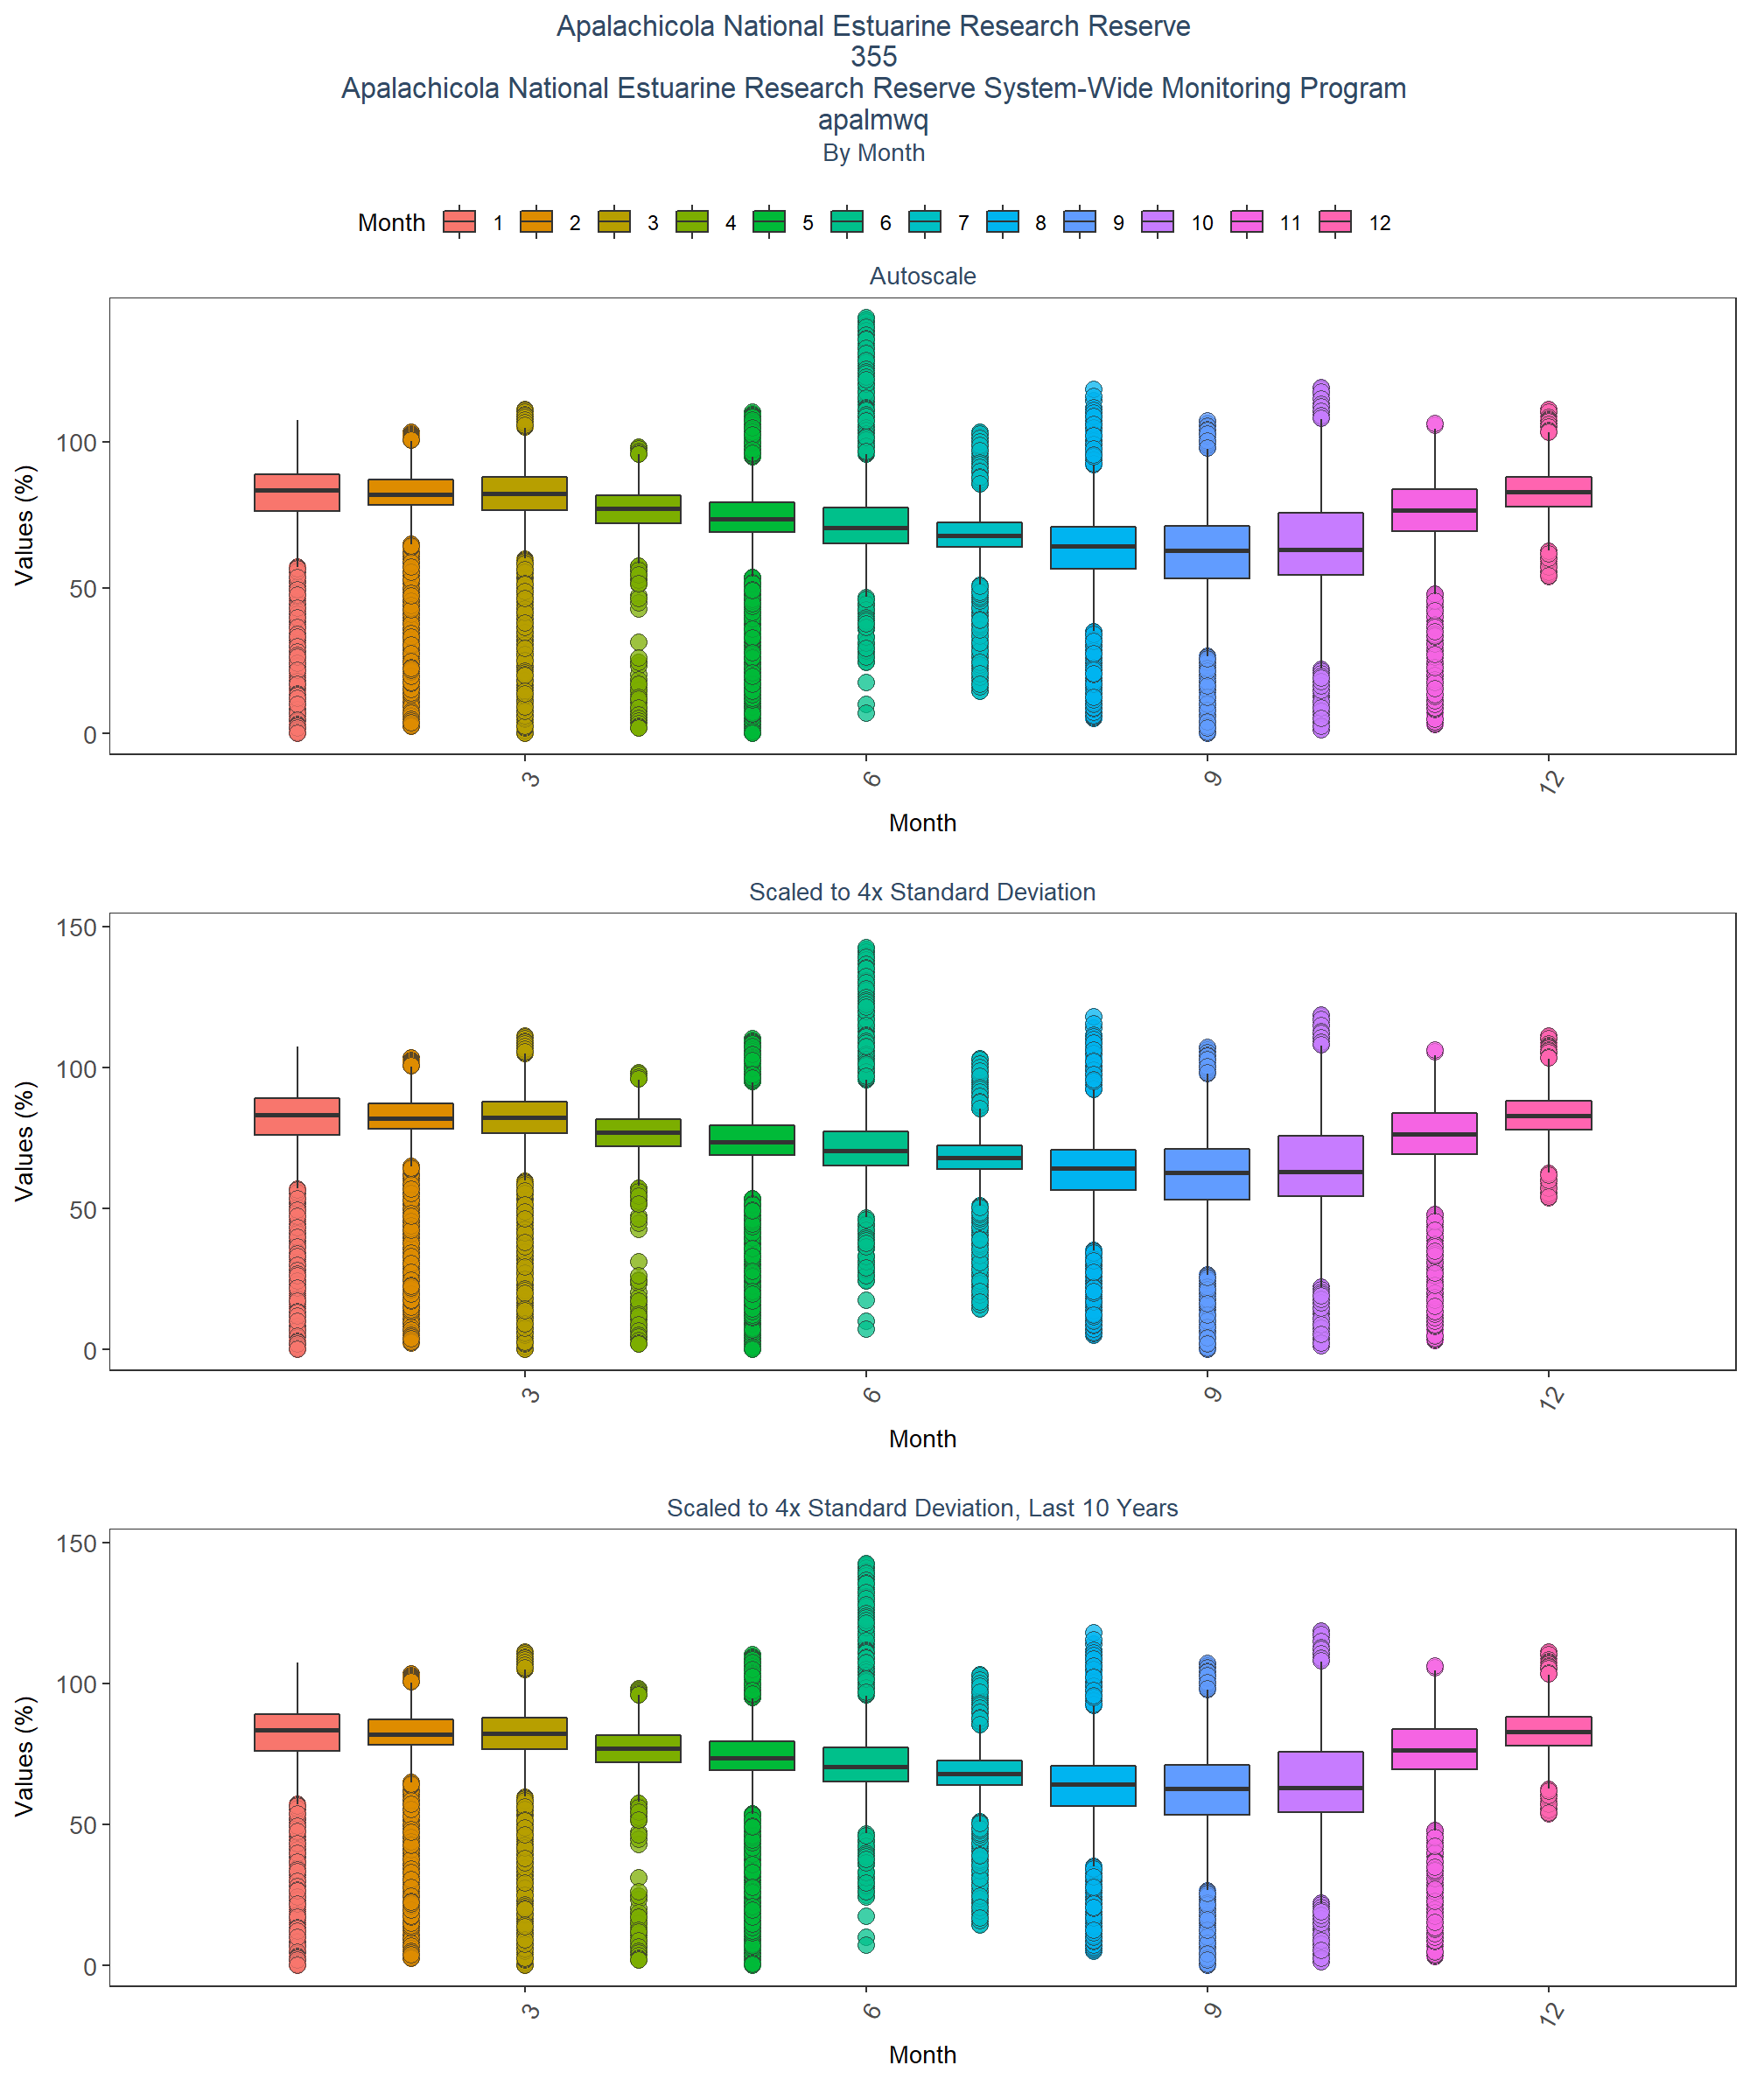 Apalachicola National Estuarine Research Reserve
355
Apalachicola National Estuarine Research Reserve System-Wide Monitoring Program
apalmwq
By Month
Month 1 2 3 4 5 6 7 8 9 10 11 12
Autoscale
Values (%)
100
50
0
3 6 9 12
Month
Scaled to 4x Standard Deviation
Values (%)
150
100
50
0
3 6 9 12
Month
Scaled to 4x Standard Deviation, Last 10 Years
Values (%)
150
100
50
0
3 6 9 12
Month